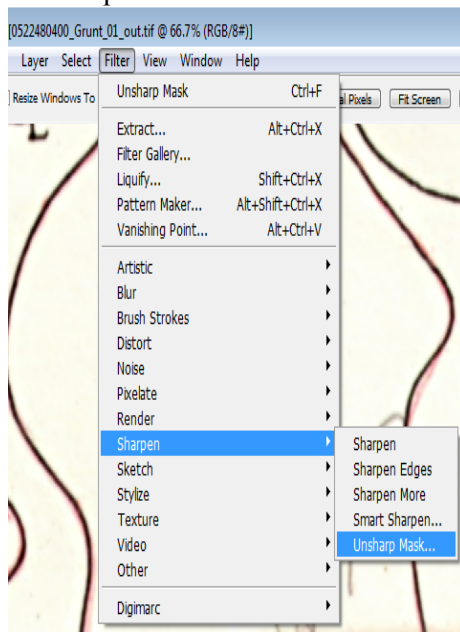 [0522480400_Grunt_01_out.tif @ 66.7% (RGB/8#)]
Layer Select Filter View Window Help
Resize Windows To al Pixels Fit Screen
Unsharp Mask Ctrl+F
Extract... Alt+Ctrl+X
Filter Gallery...
Liquify... Shift+Ctrl+X
Pattern Maker... Alt+Shift+Ctrl+X
Vanishing Point... Alt+Ctrl+V
Artistic
Blur
Brush Strokes
Distort
Noise
Pixelate
Render
Sharpen
Sketch
Stylize
Texture
Video
Other
Digimarc
Sharpen
Sharpen Edges
Sharpen More
Smart Sharpen...
Unsharp Mask...